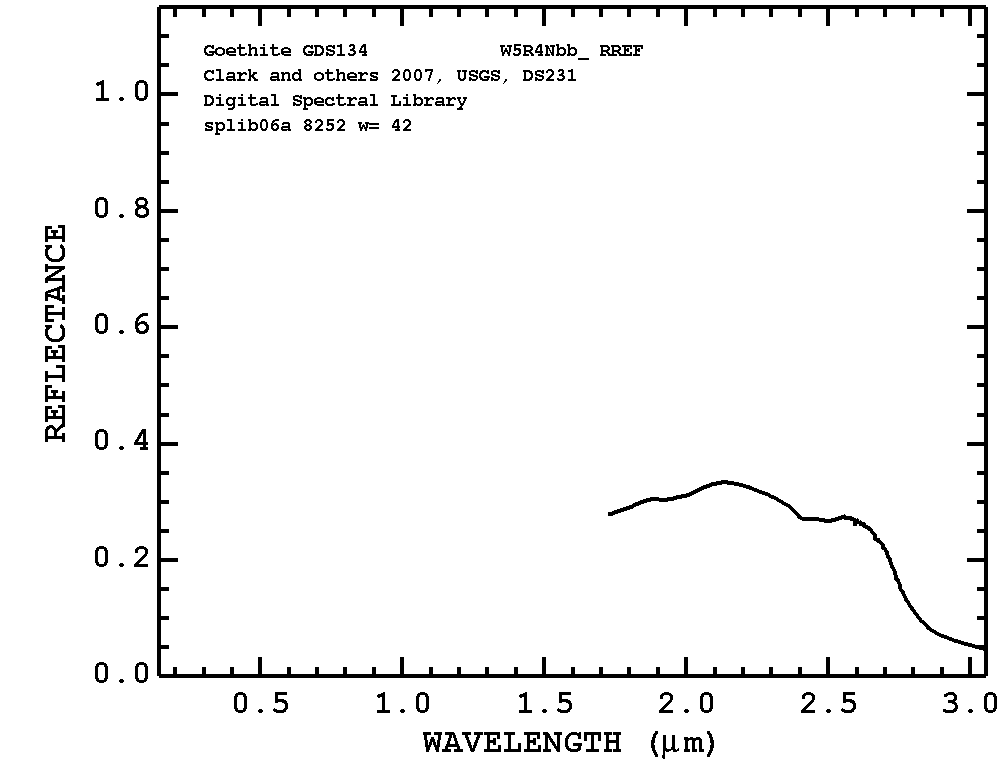 Goethite GDS134 W5R4Nbb_ RREF
Clark and others 2007, USGS, DS231
Digital Spectral Library
splib06a 8252 w= 42
1.0
0.8
0.6
0.4
0.2
0.0
REFLECTANCE
0.5 1.0 1.5 2.0 2.5 3.0
WAVELENGTH (μm)